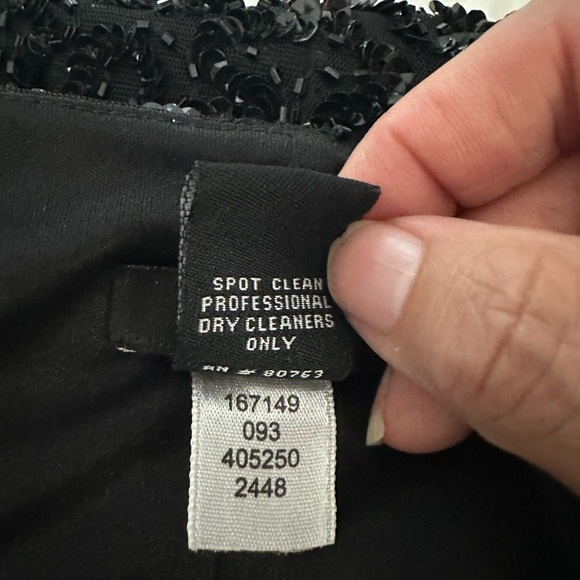 SPOT CLEAN
PROFESSIONAL
DRY CLEANERS
ONLY
RN # 80763
167149
093
405250
2448